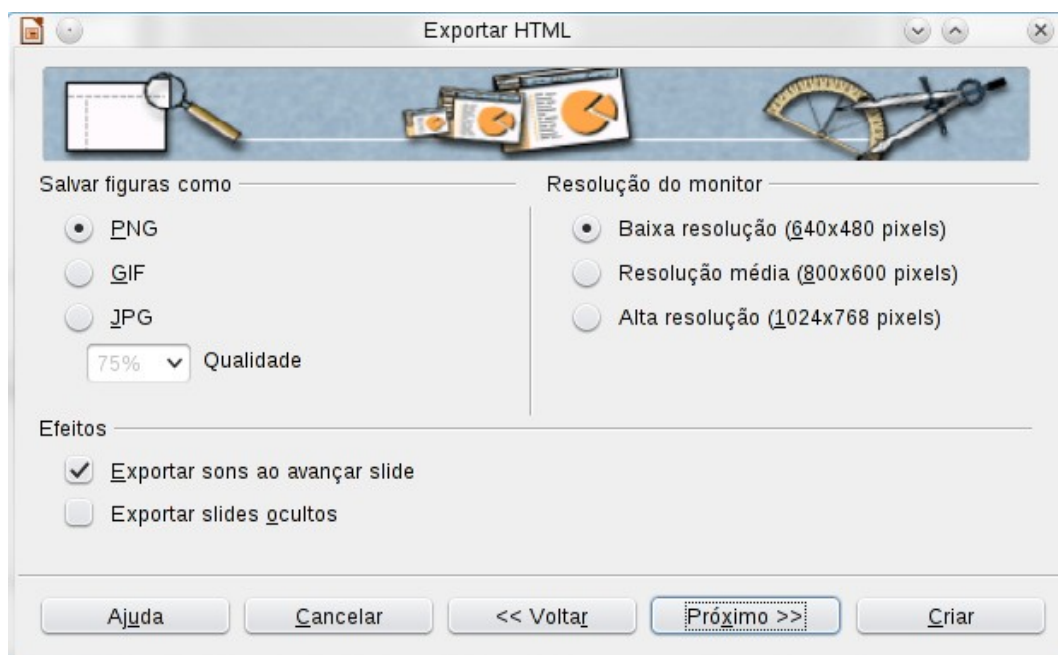 Exportar HTML
Salvar figuras como
PNG
GIF
JPG
75%
Qualidade
Resolução do monitor
Baixa resolução (640x480 pixels)
Resolução média (800x600 pixels)
Alta resolução (1024x768 pixels)
Efeitos
Exportar sons ao avançar slide
Exportar slides ocultos
Ajuda
Cancelar
<< Voltar
Próximo >>
Criar